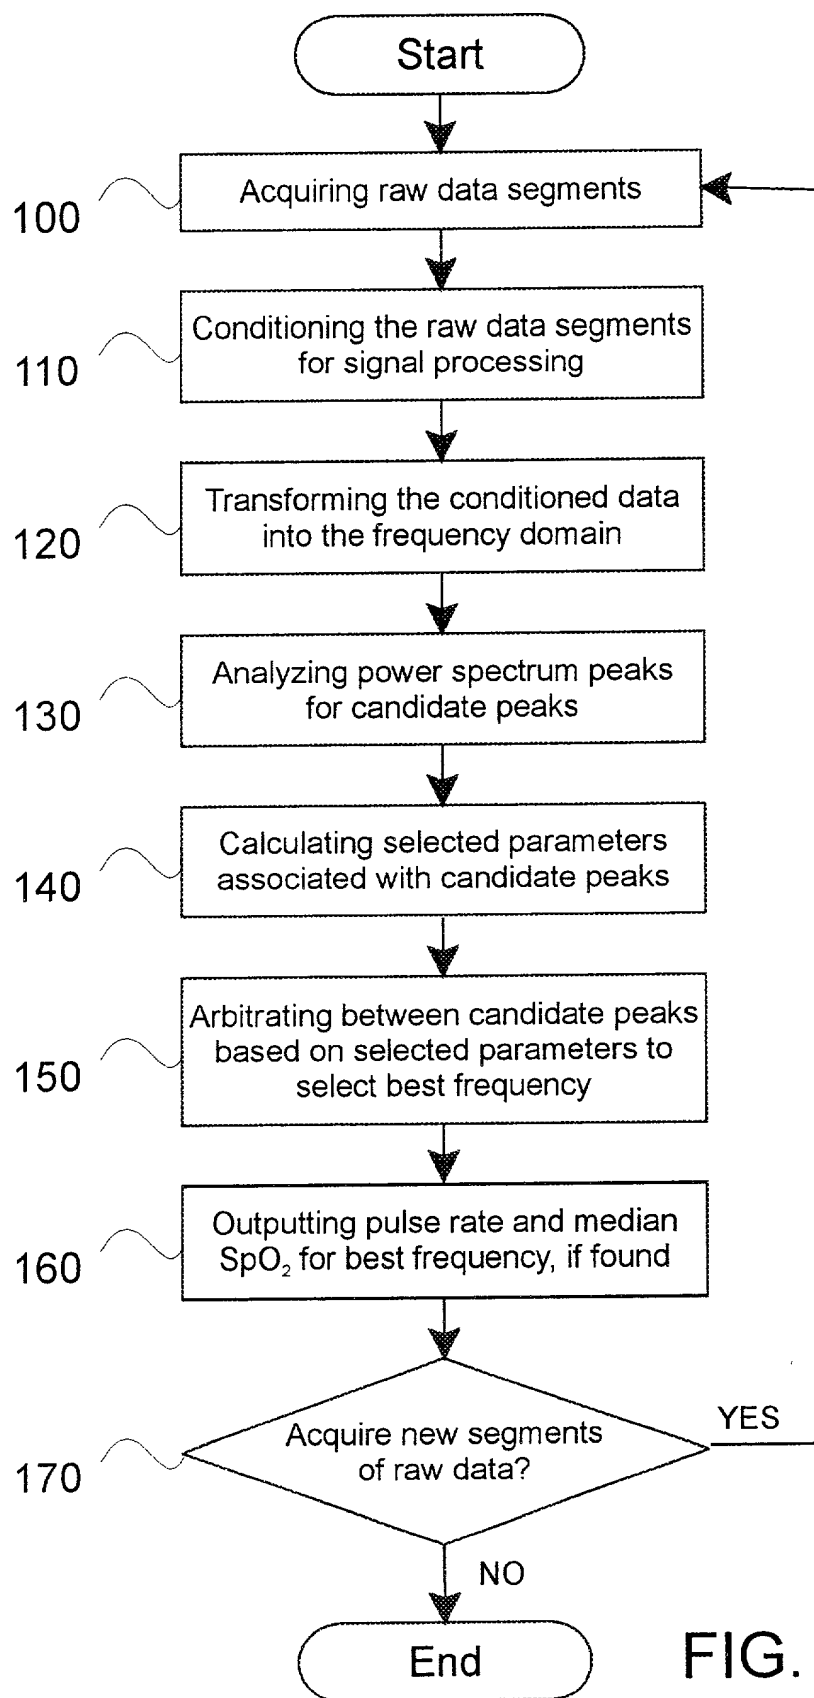 Start
100
Acquiring raw data segments
110
Conditioning the raw data segments
for signal processing
120
Transforming the conditioned data
into the frequency domain
130
Analyzing power spectrum peaks
for candidate peaks
140
Calculating selected parameters
associated with candidate peaks
150
Arbitrating between candidate peaks
based on selected parameters to
select best frequency
160
Outputting pulse rate and median
SpO₂ for best frequency, if found
170
Acquire new segments
of raw data?
YES
NO
End
FIG.